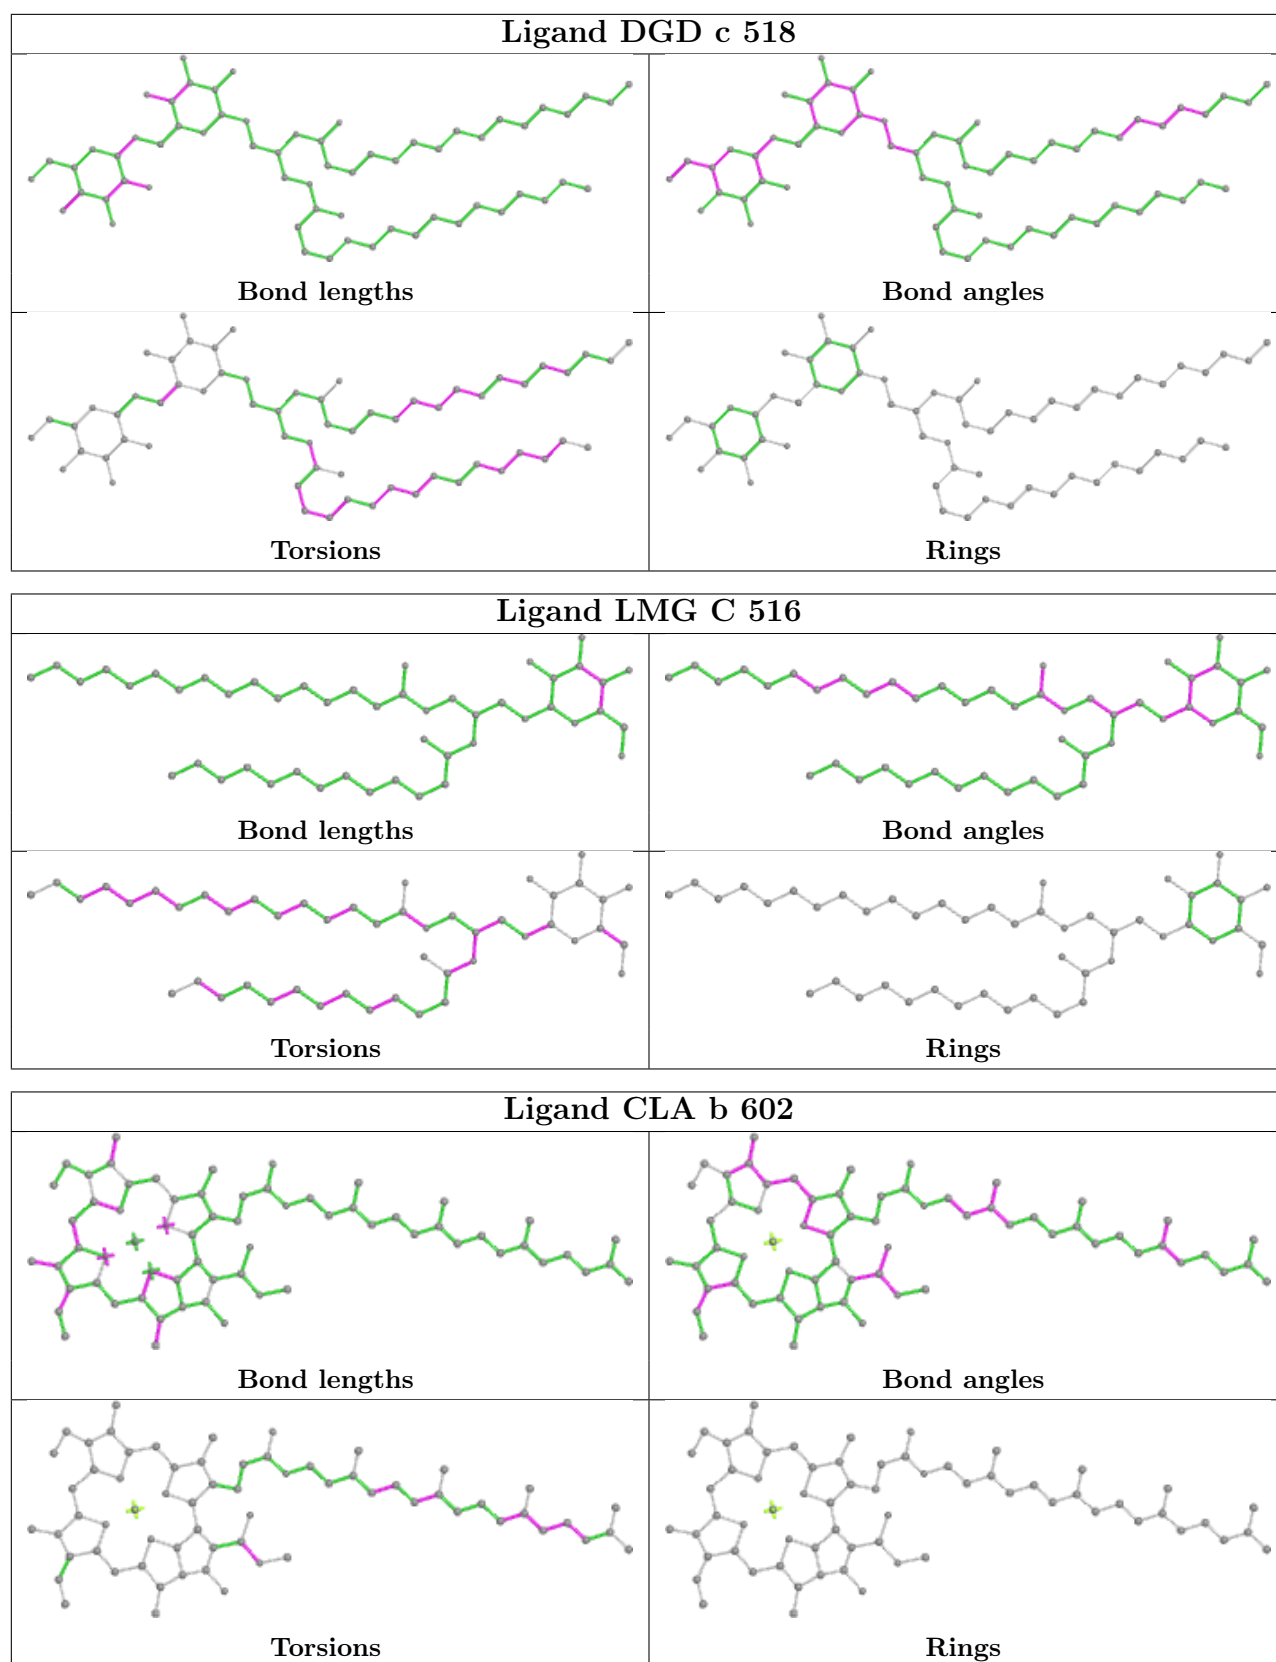 Ligand DGD c 518
Bond lengths
Bond angles
Torsions
Rings
Ligand LMG C 516
Bond lengths
Bond angles
Torsions
Rings
Ligand CLA b 602
Bond lengths
Bond angles
Torsions
Rings